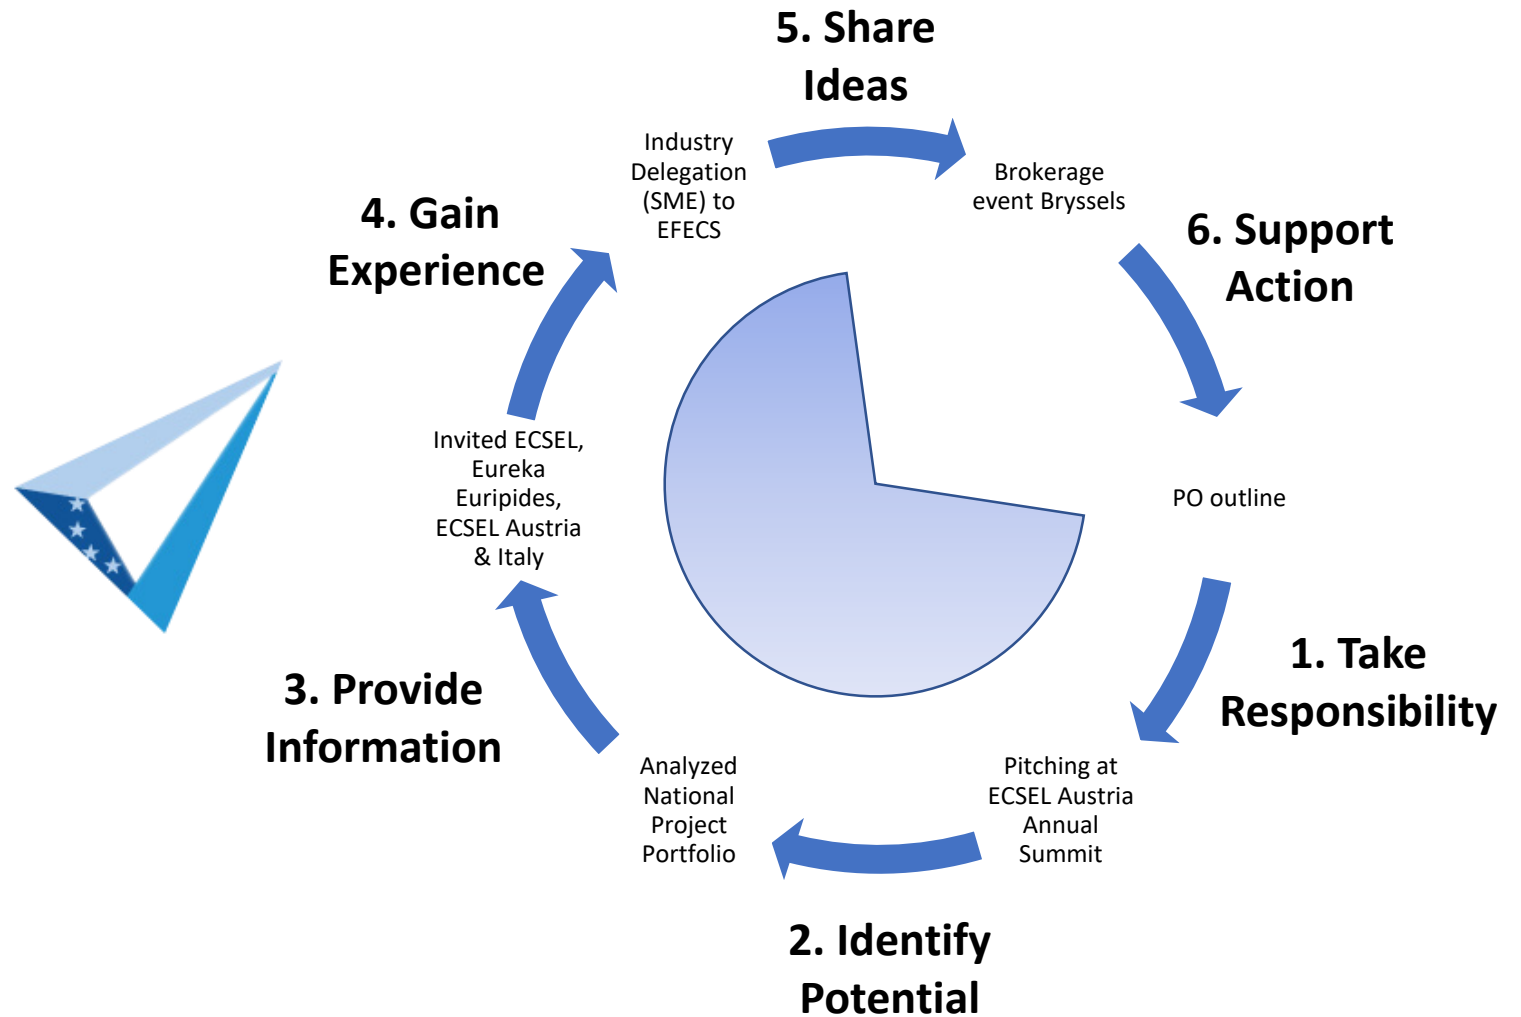 5. Share
Ideas
Industry
Delegation
(SME) to
EFECS
Brokerage
event Bryssels
4. Gain
Experience
6. Support
Action
Invited ECSEL,
Eureka
Euripides,
ECSEL Austria
& Italy
PO outline
3. Provide
Information
1. Take
Responsibility
Analyzed
National
Project
Portfolio
Pitching at
ECSEL Austria
Annual
Summit
2. Identify
Potential